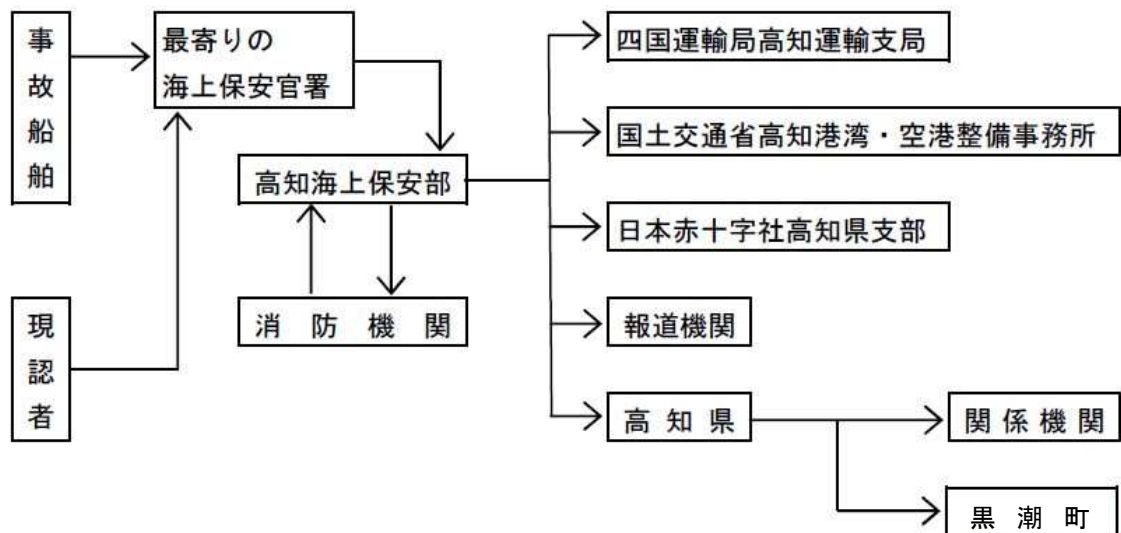 事故船舶
最寄りの
海上保安官署
高知海上保安部
消防機関
現認者
四国運輸局高知運輸支局
国土交通省高知港湾・空港整備事務所
日本赤十字社高知県支部
報道機関
高知県
関係機関
黒潮町